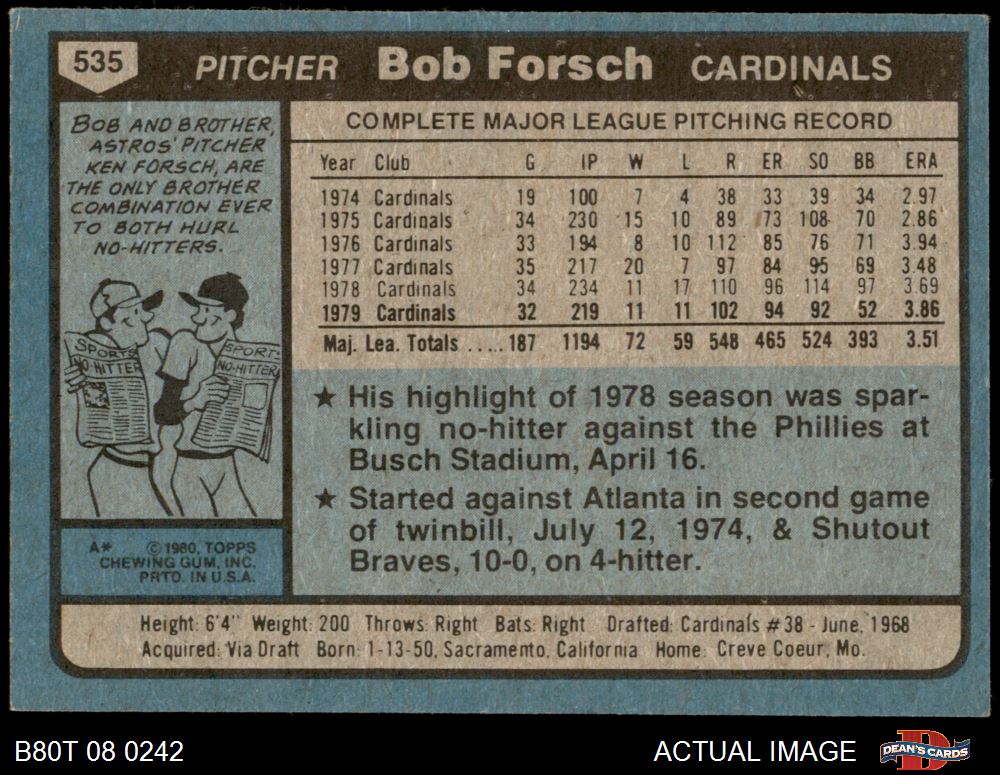 535 PITCHER Bob Forsch CARDINALS
BOB AND BROTHER,
ASTROS' PITCHER
KEN FORSCH, ARE
THE ONLY BROTHER
COMBINATION EVER
TO BOTH HURL
NO-HITTERS.
SPORTS
NO-HITTER
SPORTS
NO-HITTER
A* © 1980, TOPPS
CHEWING GUM, INC.
PRTD. IN U.S.A.
COMPLETE MAJOR LEAGUE PITCHING RECORD
Year Club G IP W L R ER SO BB ERA
1974 Cardinals 19 100 7 4 38 33 39 34 2.97
1975 Cardinals 34 230 15 10 89 73 108 70 2.86
1976 Cardinals 33 194 8 10 112 85 76 71 3.94
1977 Cardinals 35 217 20 7 97 84 95 69 3.48
1978 Cardinals 34 234 11 17 110 96 114 97 3.69
1979 Cardinals 32 219 11 11 102 94 92 52 3.86
Maj. Lea. Totals ..... 187 1194 72 59 548 465 524 393 3.51
★ His highlight of 1978 season was spar-
kling no-hitter against the Phillies at
Busch Stadium, April 16.
★ Started against Atlanta in second game
of twinbill, July 12, 1974, & Shutout
Braves, 10-0, on 4-hitter.
Height: 6'4" Weight: 200 Throws: Right Bats: Right Drafted: Cardinals #38 - June, 1968
Acquired: Via Draft Born: 1-13-50, Sacramento, California Home: Creve Coeur, Mo.
B80T 08 0242 ACTUAL IMAGE DEAN'S CARDS